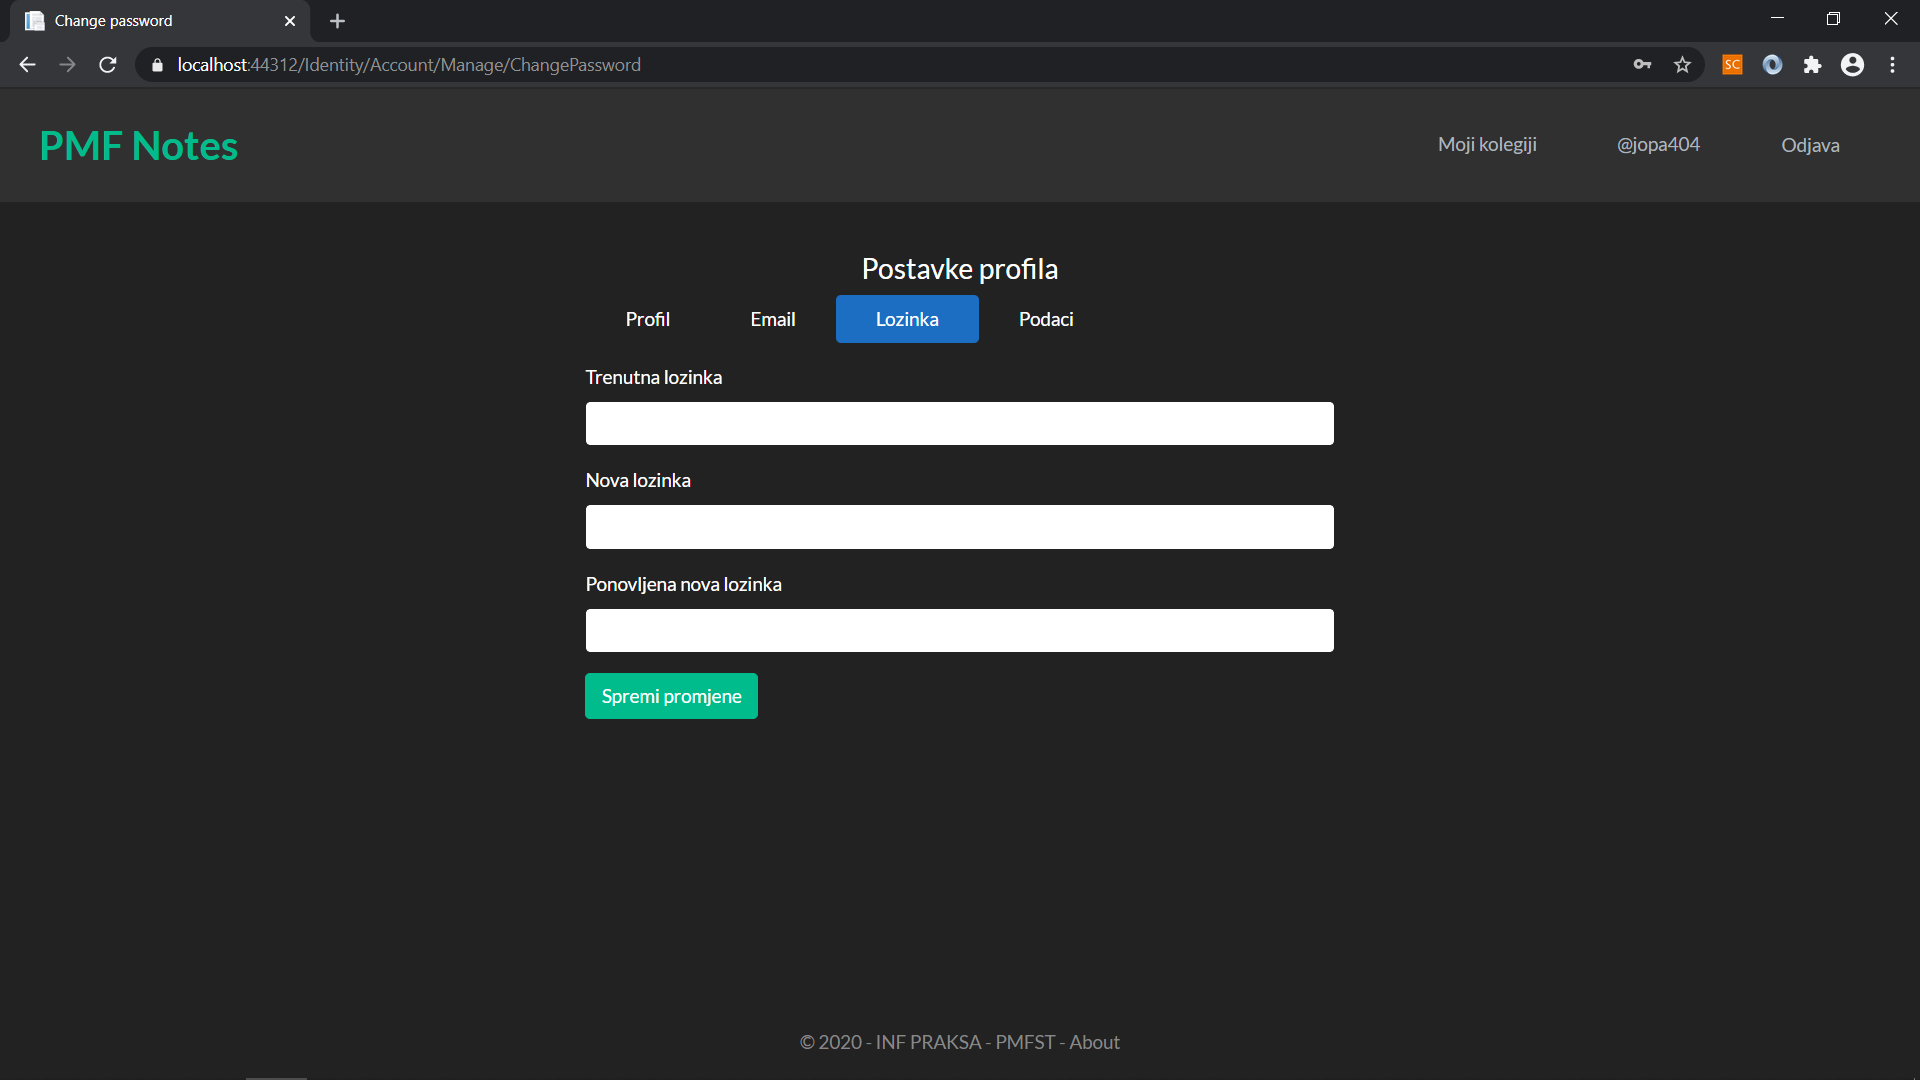 Change password
localhost:44312/Identity/Account/Manage/ChangePassword
SC
PMF Notes
Moji kolegiji
@jopa404
Odjava
Postavke profila
Profil
Email
Lozinka
Podaci
Trenutna lozinka
Nova lozinka
Ponovljena nova lozinka
Spremi promjene
© 2020 - INF PRAKSA - PMFST - About